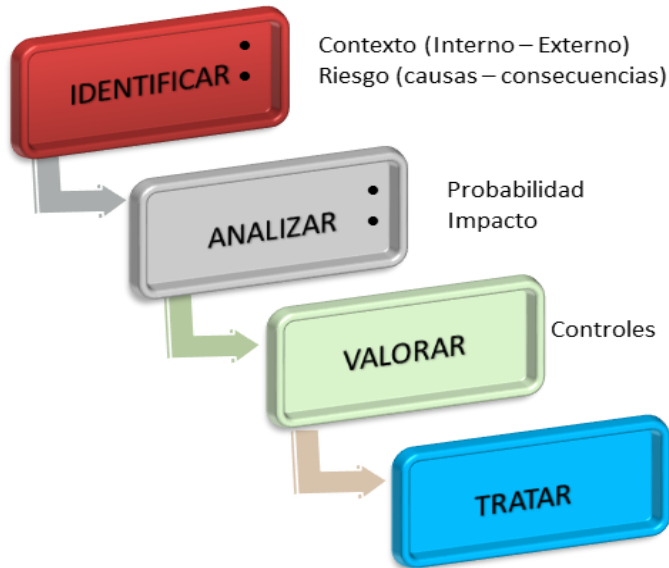 IDENTIFICAR
• Contexto (Interno – Externo)
• Riesgo (causas – consecuencias)
ANALIZAR
• Probabilidad
• Impacto
VALORAR
Controles
TRATAR